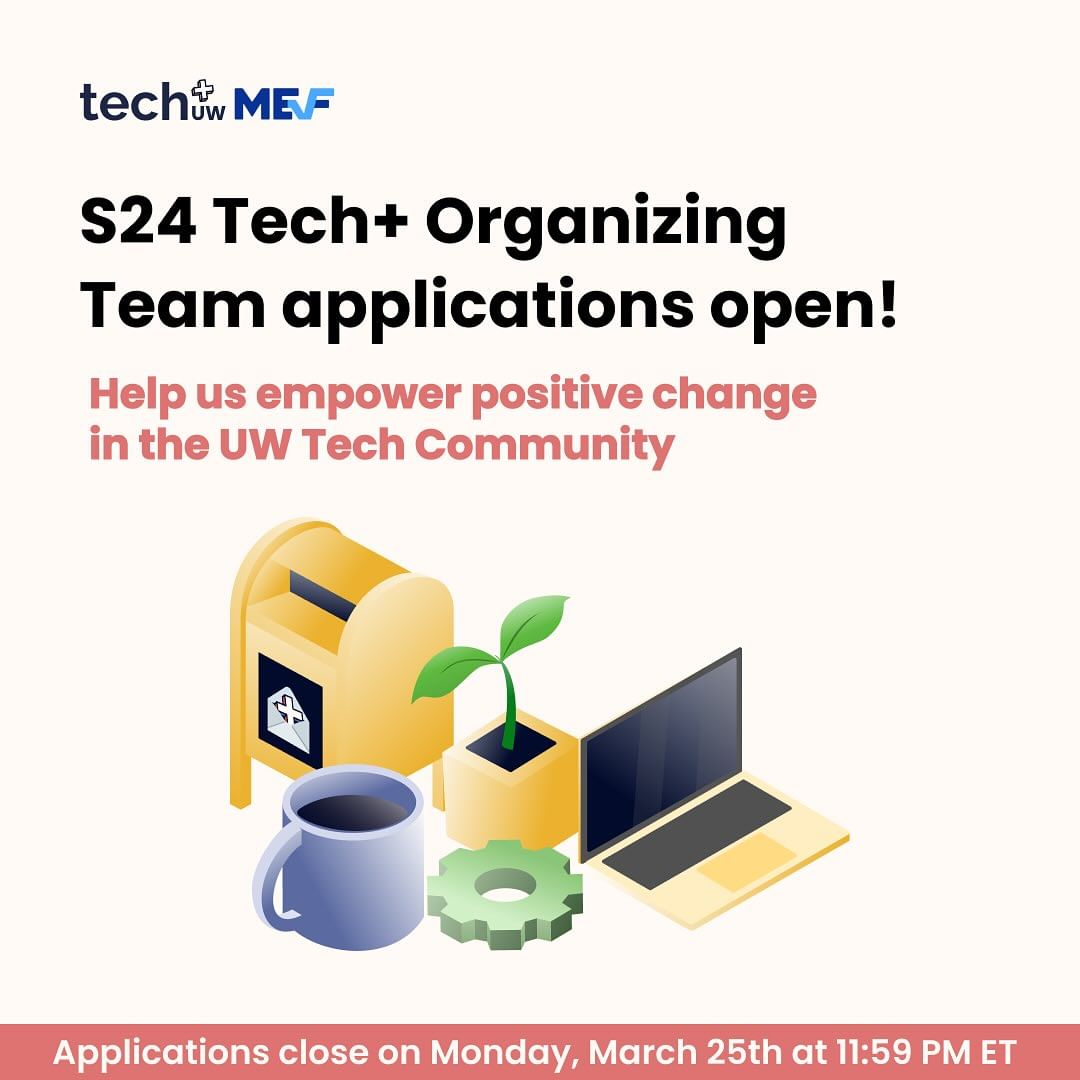 tech+ UW MEVF
S24 Tech+ Organizing
Team applications open!
Help us empower positive change
in the UW Tech Community
Applications close on Monday, March 25th at 11:59 PM ET